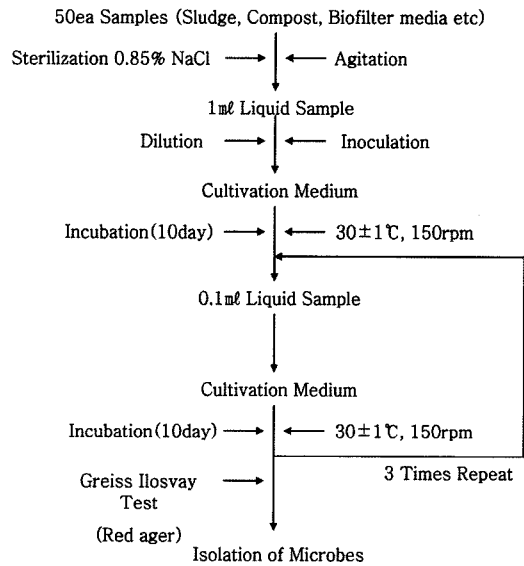 50ea Samples (Sludge, Compost, Biofilter media etc)
Sterilization 0.85% NaCl
Agitation
1㎖ Liquid Sample
Dilution
Inoculation
Cultivation Medium
Incubation(10day)
30±1℃, 150rpm
0.1㎖ Liquid Sample
Cultivation Medium
Incubation(10day)
30±1℃, 150rpm
3 Times Repeat
Greiss Ilosvay
Test
(Red ager)
Isolation of Microbes